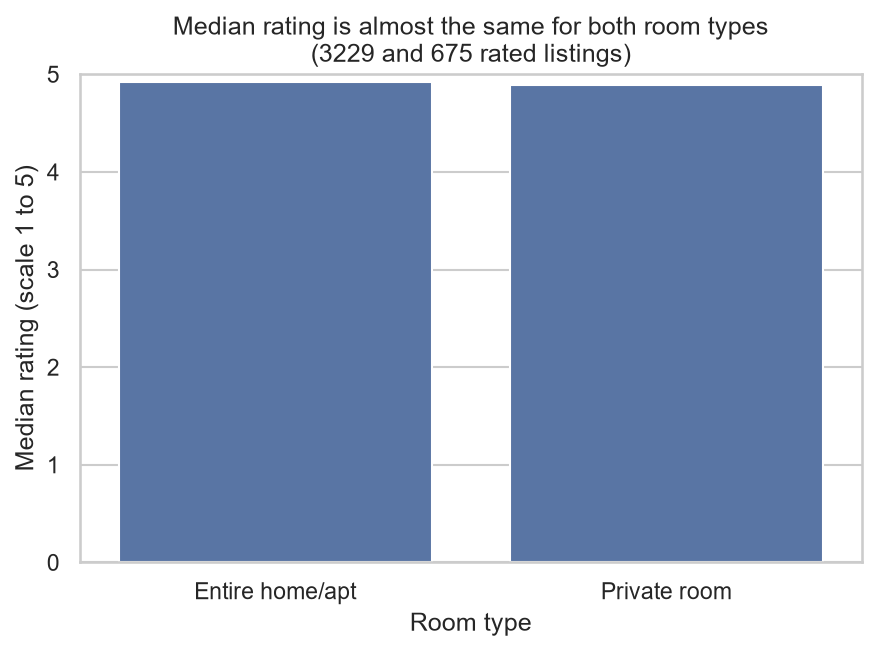 Median rating is almost the same for both room types
(3229 and 675 rated listings)
Median rating (scale 1 to 5)
5
4
3
2
1
0
Entire home/apt
Private room
Room type